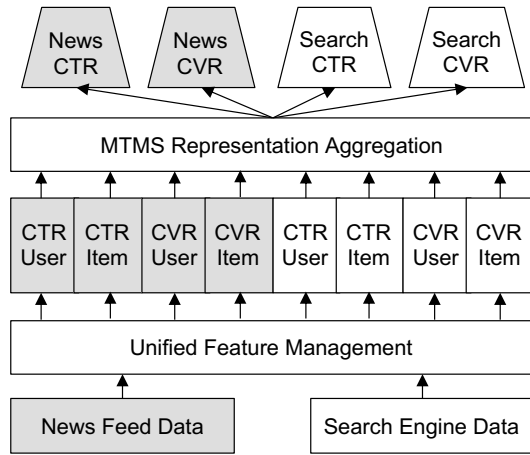 News
CTR
News
CVR
Search
CTR
Search
CVR
MTMS Representation Aggregation
CTR
User
CTR
Item
CVR
User
CVR
Item
CTR
User
CTR
Item
CVR
User
CVR
Item
Unified Feature Management
News Feed Data
Search Engine Data